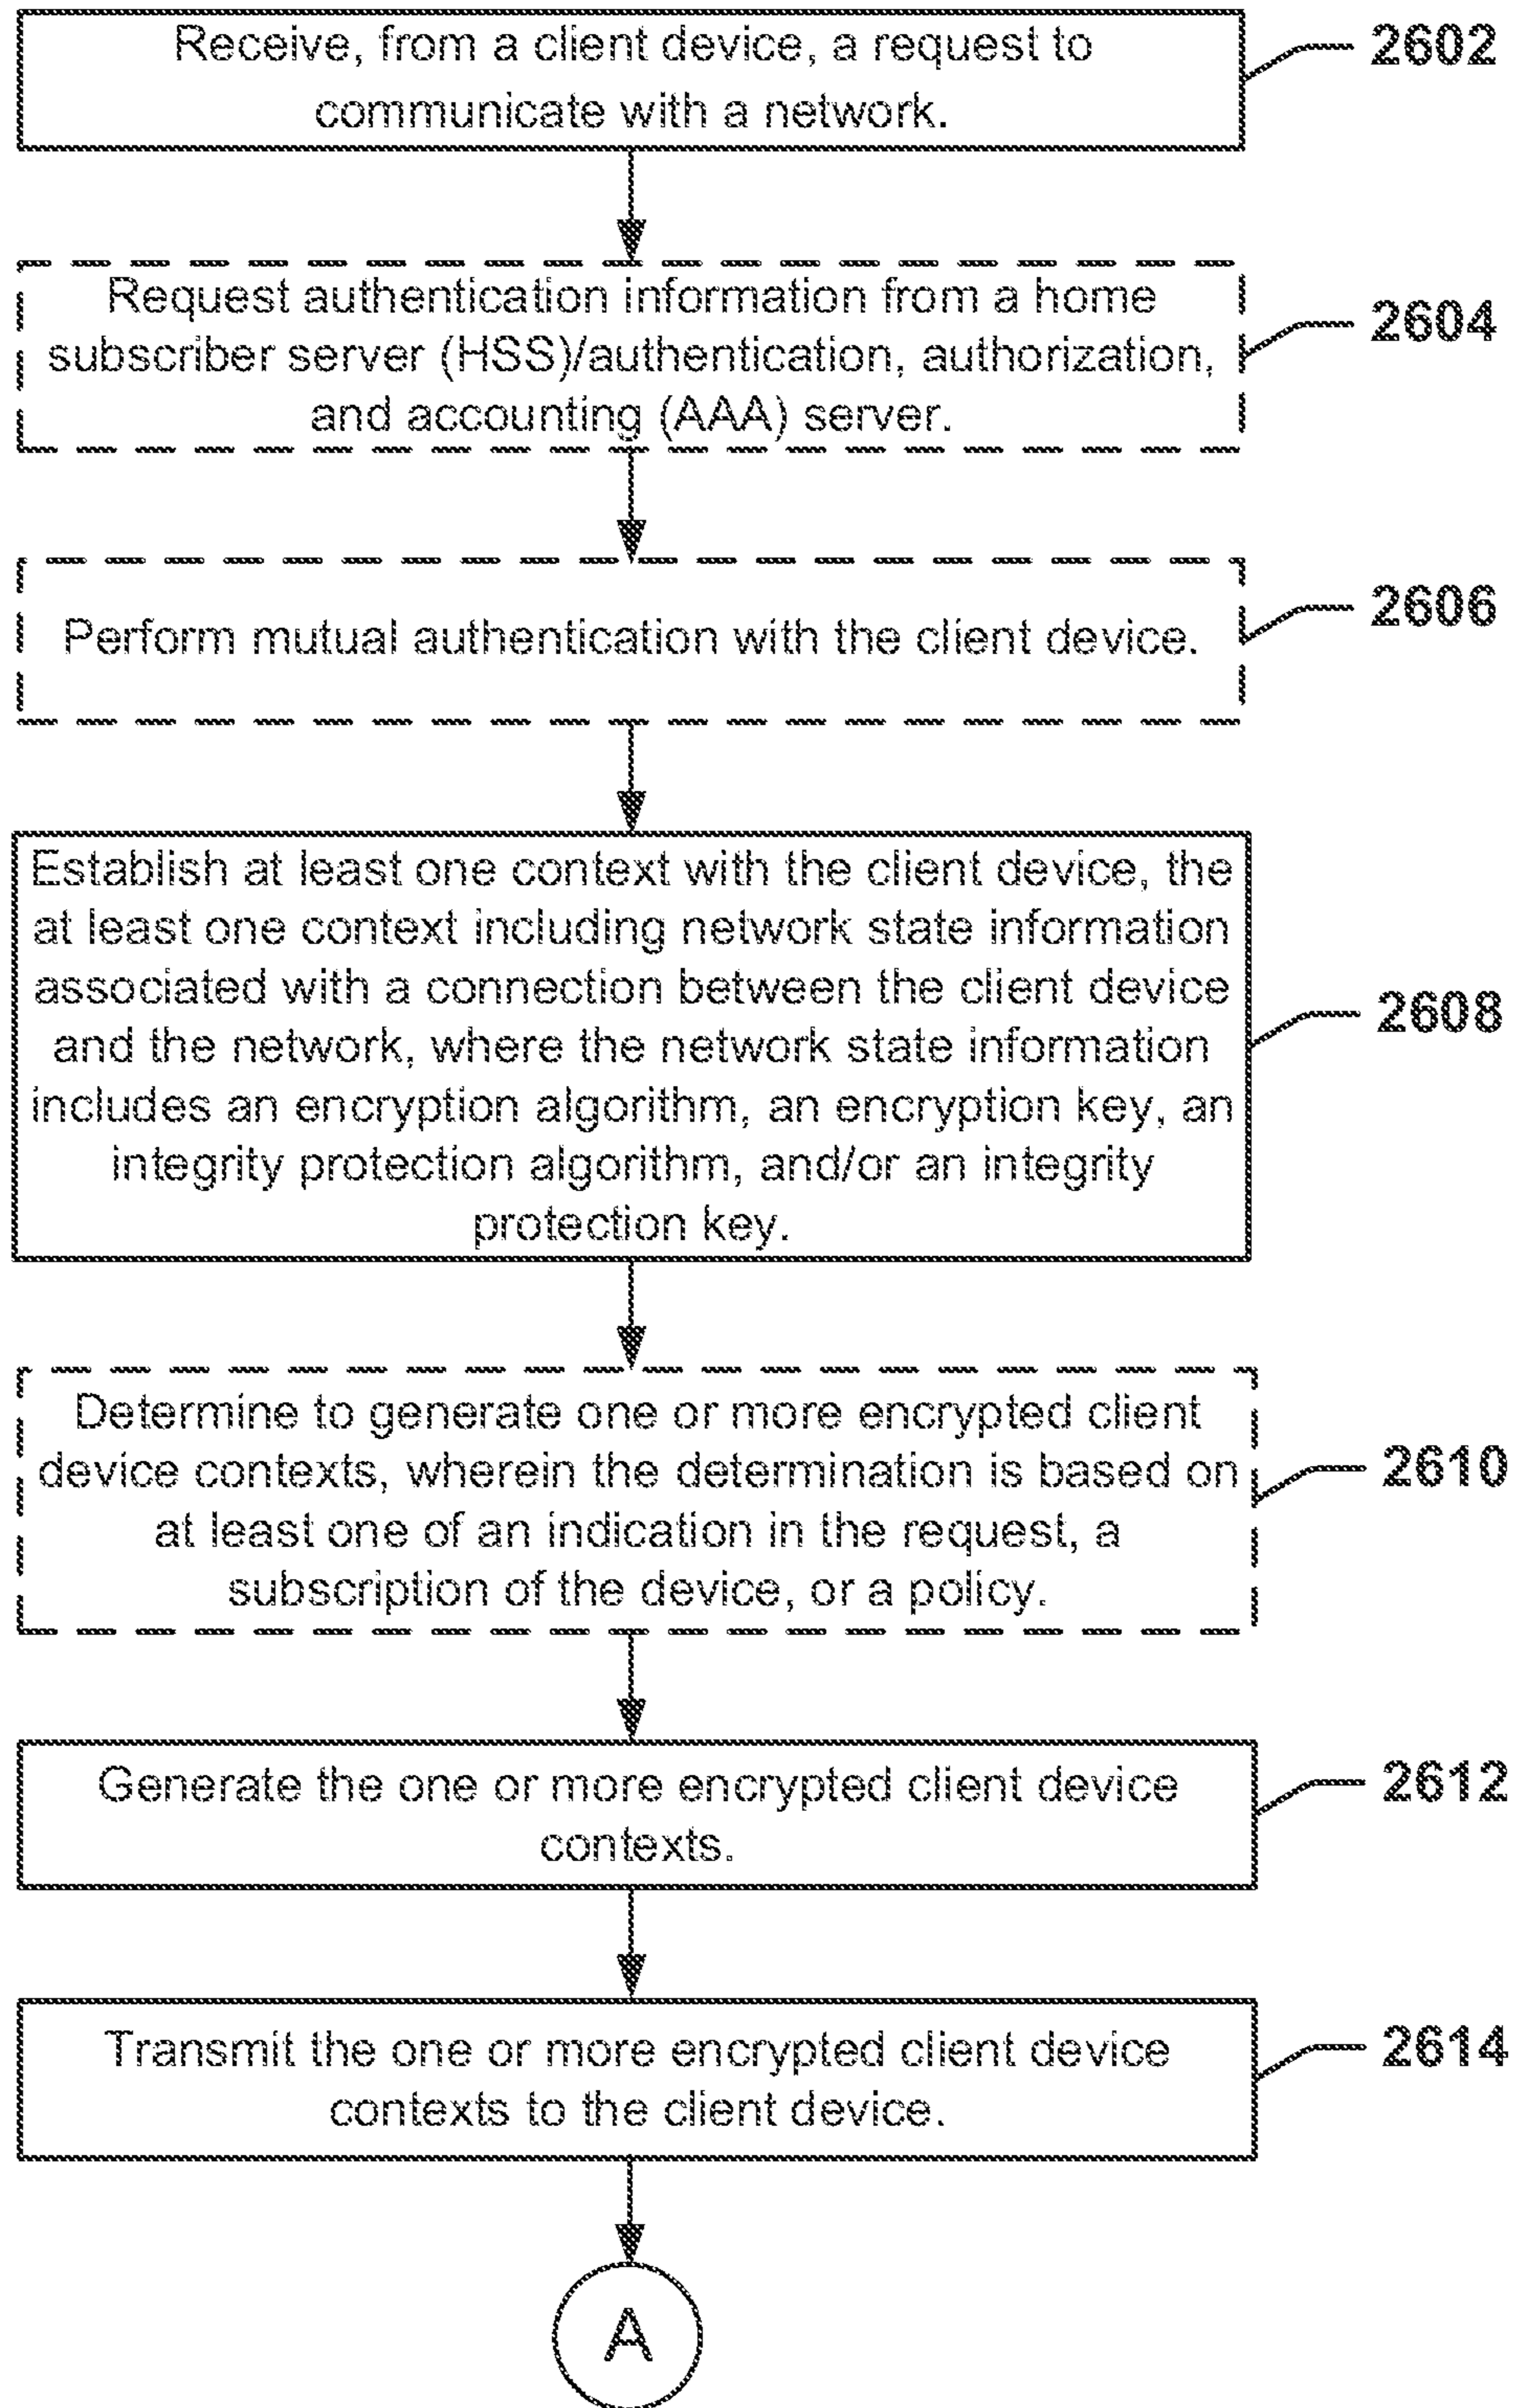 Receive, from a client device, a request to
communicate with a network.
2602
Request authentication information from a home
subscriber server (HSS)/authentication, authorization,
and accounting (AAA) server.
2604
Perform mutual authentication with the client device.
2606
Establish at least one context with the client device, the
at least one context including network state information
associated with a connection between the client device
and the network, where the network state information
includes an encryption algorithm, an encryption key, an
integrity protection algorithm, and/or an integrity
protection key.
2608
Determine to generate one or more encrypted client
device contexts, wherein the determination is based on
at least one of an indication in the request, a
subscription of the device, or a policy.
2610
Generate the one or more encrypted client device
contexts.
2612
Transmit the one or more encrypted client device
contexts to the client device.
2614
A